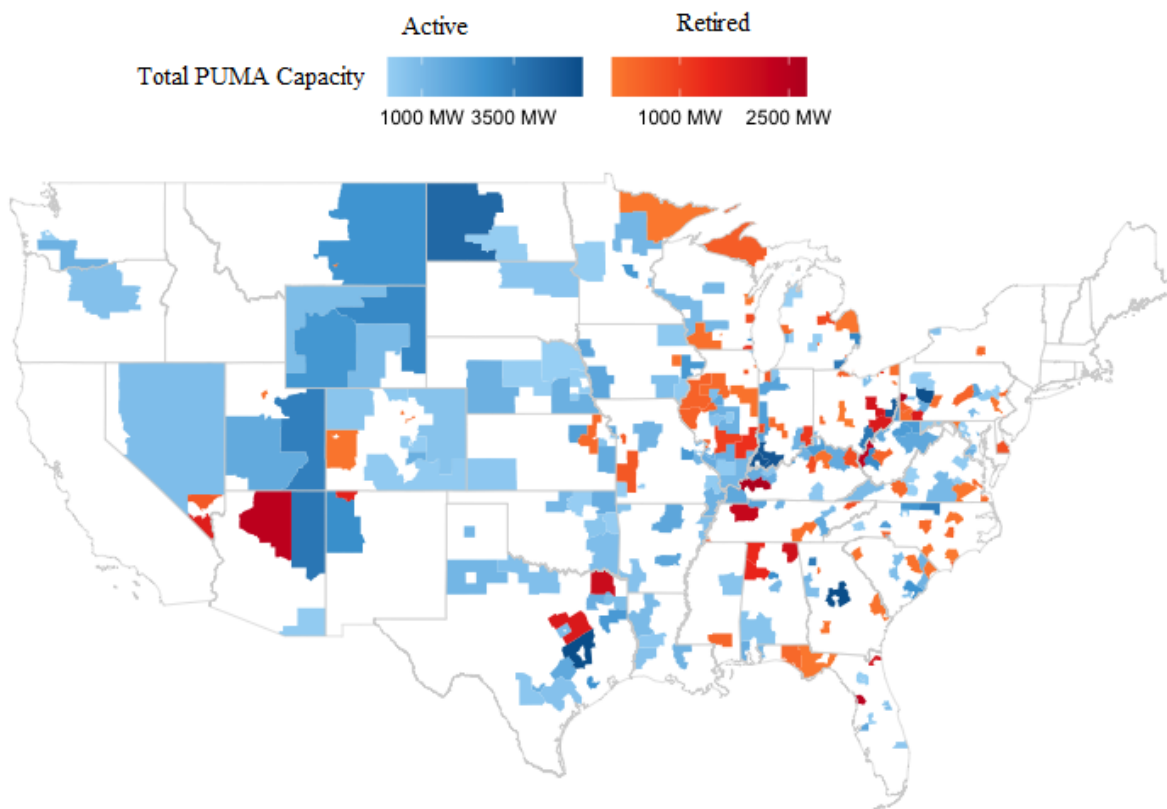 Active Retired
Total PUMA Capacity
1000 MW 3500 MW 1000 MW 2500 MW